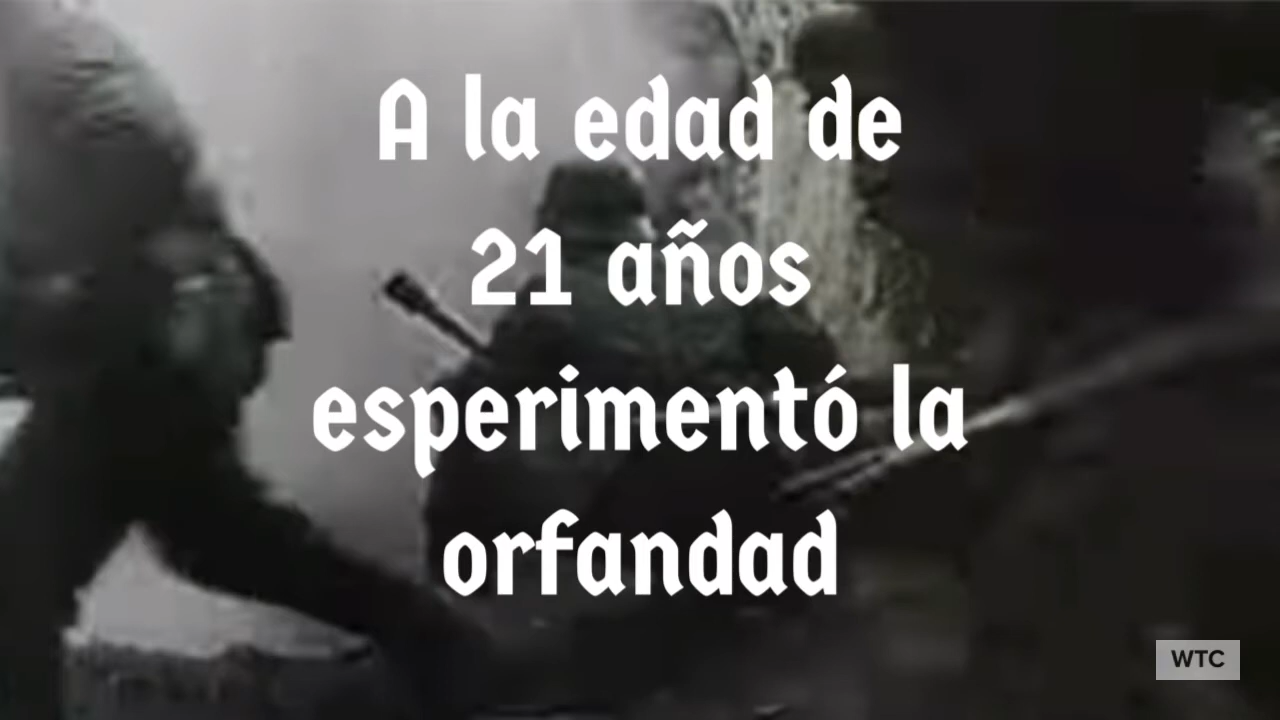 A la edad de
21 años
esperimentó la
orfandad
WTC